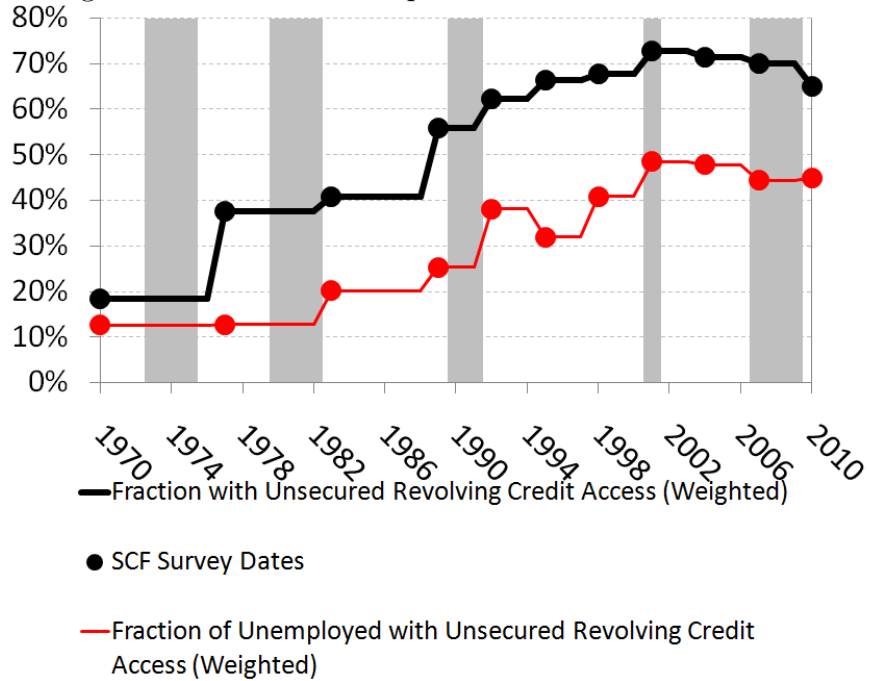 80%
70%
60%
50%
40%
30%
20%
10%
0%
1970 1974 1978 1982 1986 1990 1994 1998 2002 2006 2010
Fraction with Unsecured Revolving Credit Access (Weighted)
SCF Survey Dates
Fraction of Unemployed with Unsecured Revolving Credit
Access (Weighted)